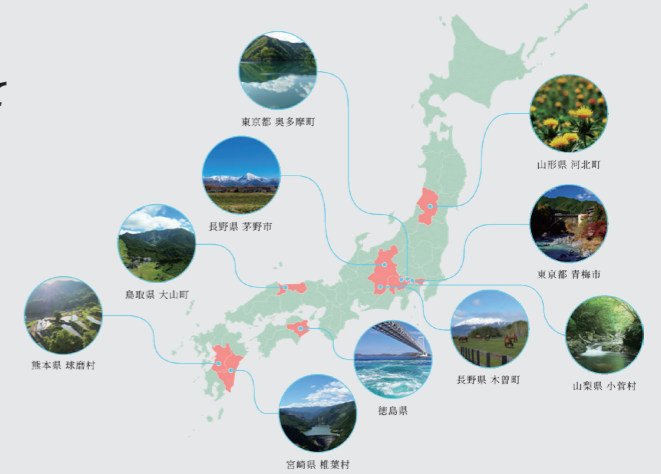 て
東京都 奥多摩町
山形県 河北町
長野県 茅野市
東京都 青梅市
鳥取県 大山町
熊本県 球磨村
長野県 木曽町
山梨県 小菅村
徳島県
宮崎県 椎葉村